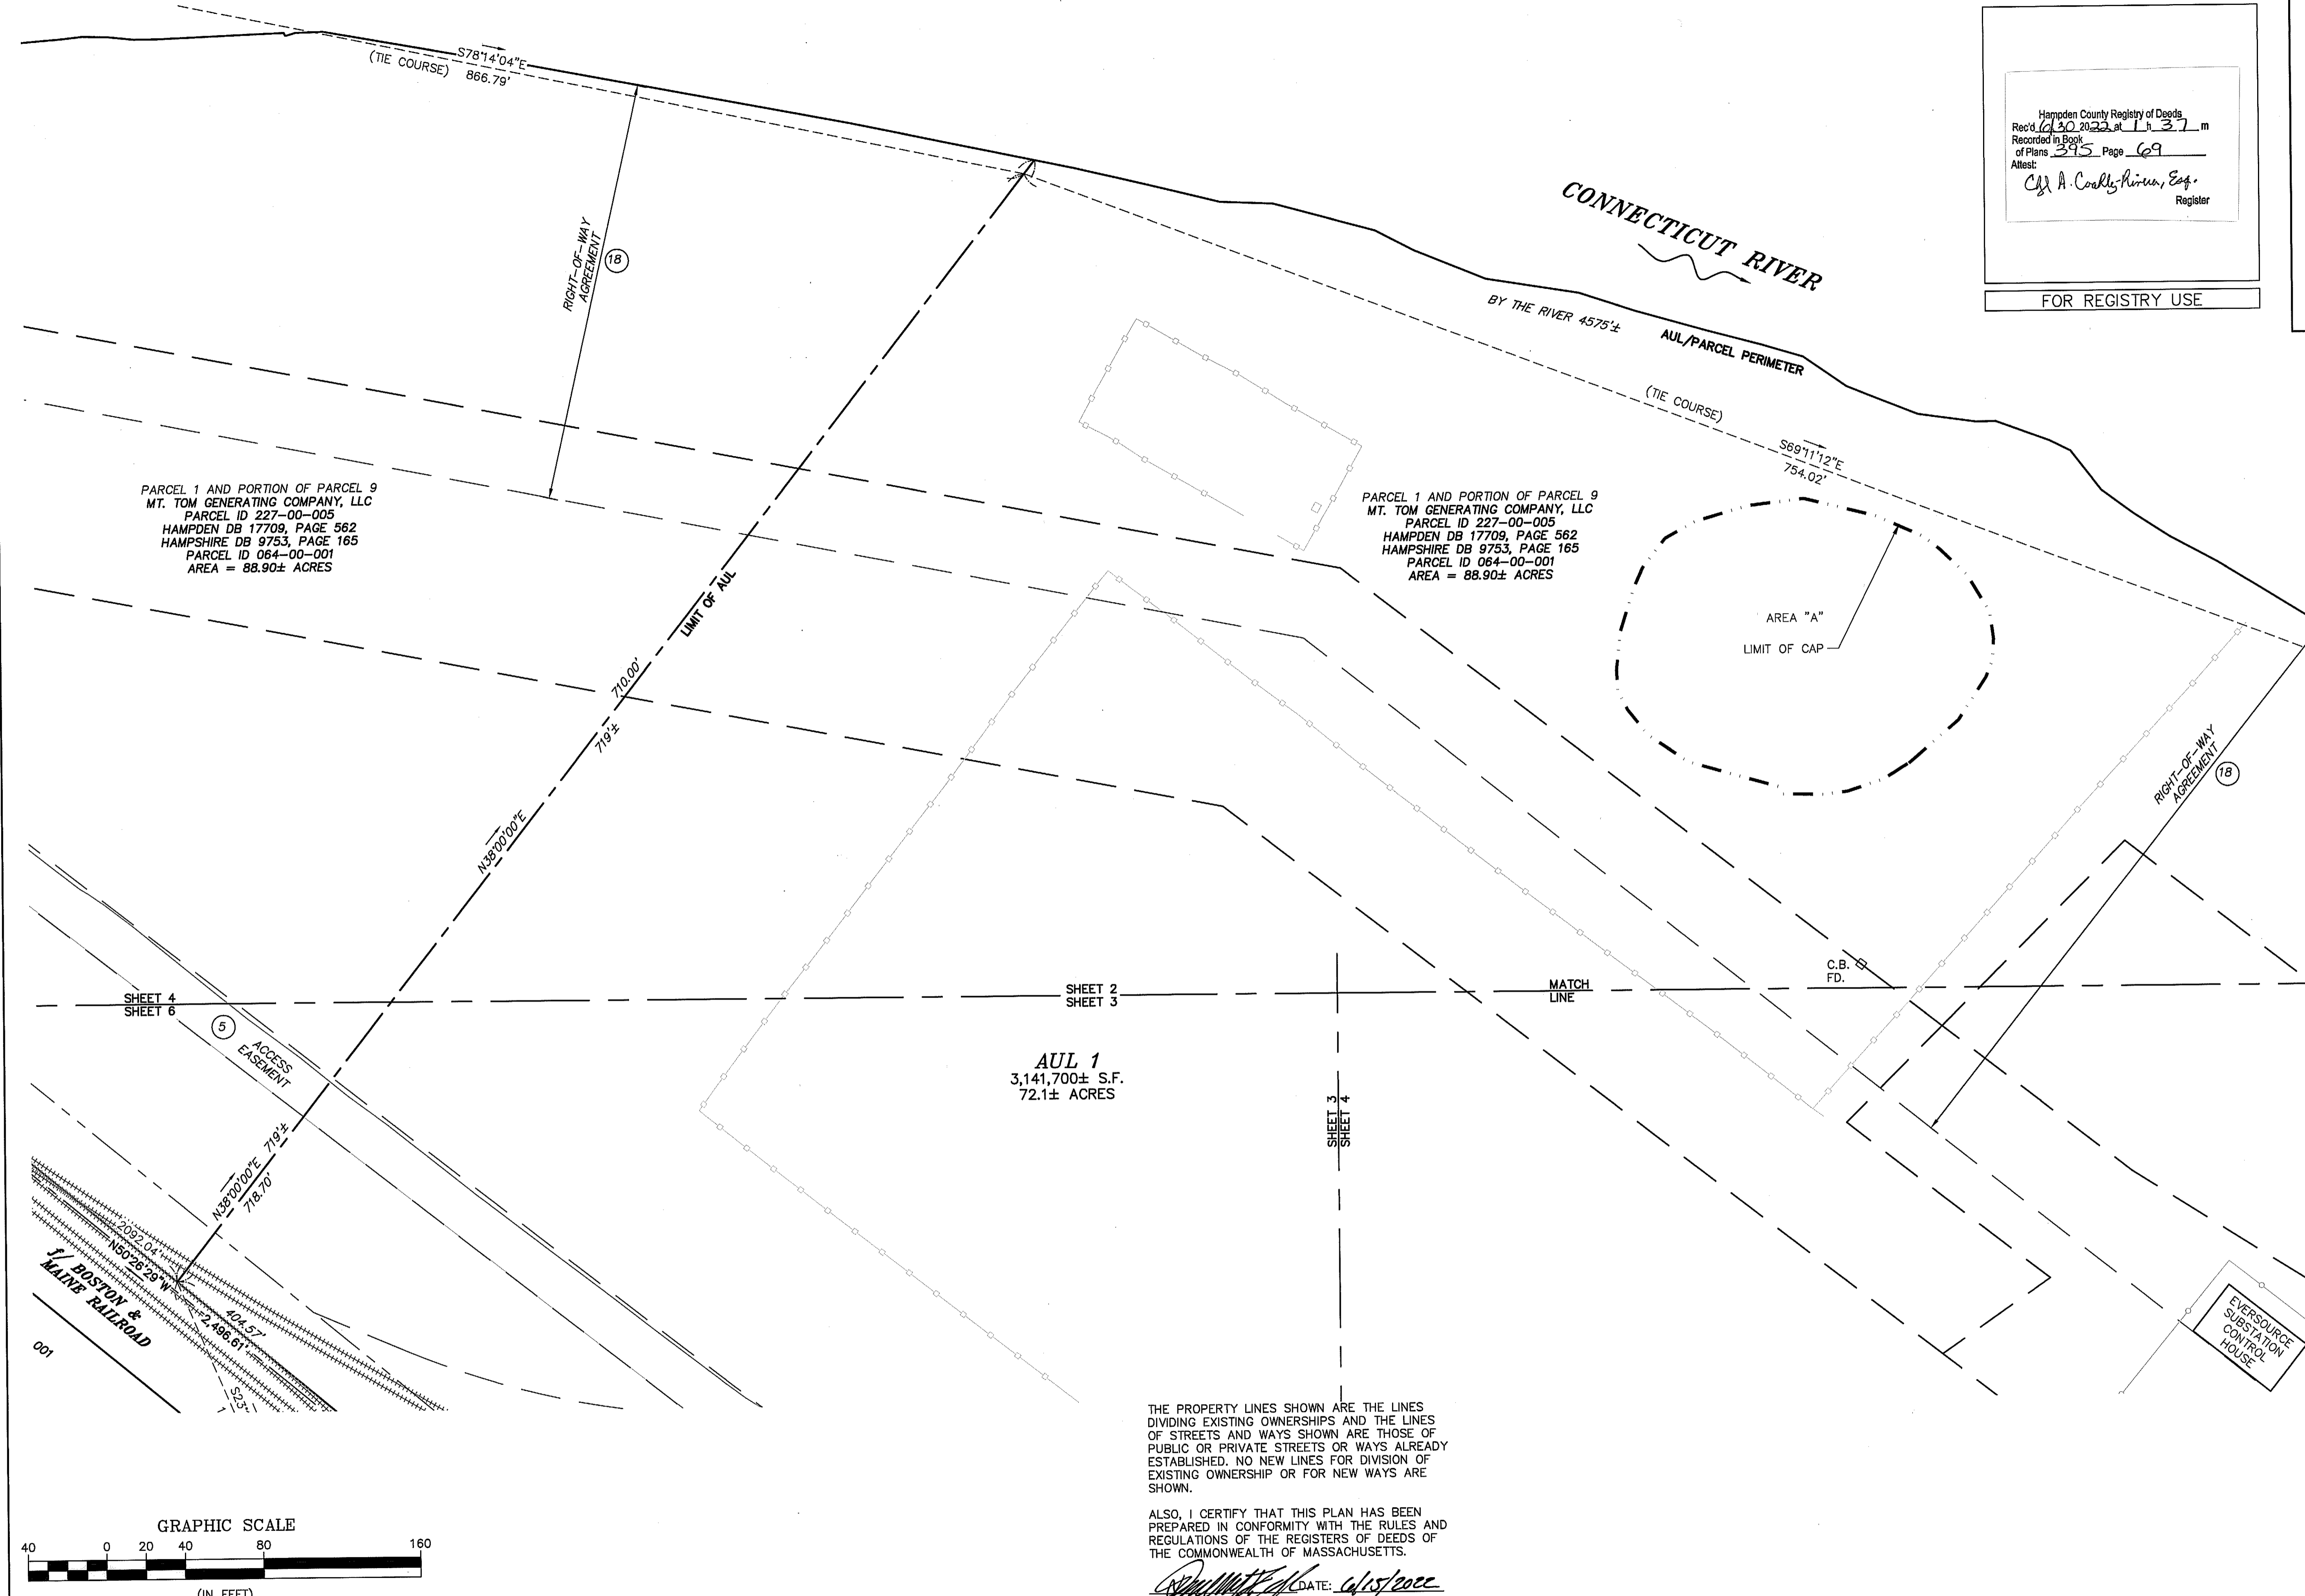 S78°14'04"E
(TIE COURSE) 866.79'
Hampden County Registry of Deeds
Rec'd 6/30 2022 at 1 h 37 m
Recorded in Book
of Plans 395 Page 69
Attest:
Register
FOR REGISTRY USE
CONNECTICUT RIVER
RIGHT-OF-WAY
AGREEMENT
18
BY THE RIVER 4575'±
AUL/PARCEL PERIMETER
(TIE COURSE)
S69°11'12"E
754.02'
PARCEL 1 AND PORTION OF PARCEL 9
MT. TOM GENERATING COMPANY, LLC
PARCEL ID 227-00-005
HAMPDEN DB 17709, PAGE 562
HAMPSHIRE DB 9753, PAGE 165
PARCEL ID 064-00-001
AREA = 88.90± ACRES
PARCEL 1 AND PORTION OF PARCEL 9
MT. TOM GENERATING COMPANY, LLC
PARCEL ID 227-00-005
HAMPDEN DB 17709, PAGE 562
HAMPSHIRE DB 9753, PAGE 165
PARCEL ID 064-00-001
AREA = 88.90± ACRES
LIMIT OF AUL
AREA "A"
LIMIT OF CAP
710.00'
719'±
N38°00'00"E
RIGHT-OF-WAY
AGREEMENT
18
C.B.
FD.
SHEET 4
SHEET 6
SHEET 2
SHEET 3
MATCH
LINE
5
ACCESS
EASEMENT
AUL 1
3,141,700± S.F.
72.1± ACRES
SHEET 3
SHEET 4
N38°00'00"E 719'±
718.70'
2092.04'
N50°26'29"W
2,496.61'
404.57'
f/ BOSTON &
MAINE RAILROAD
001
S23°
1
EVERSOURCE
SUBSTATION
CONTROL
HOUSE
THE PROPERTY LINES SHOWN ARE THE LINES
DIVIDING EXISTING OWNERSHIPS AND THE LINES
OF STREETS AND WAYS SHOWN ARE THOSE OF
PUBLIC OR PRIVATE STREETS OR WAYS ALREADY
ESTABLISHED. NO NEW LINES FOR DIVISION OF
EXISTING OWNERSHIP OR FOR NEW WAYS ARE
SHOWN.
ALSO, I CERTIFY THAT THIS PLAN HAS BEEN
PREPARED IN CONFORMITY WITH THE RULES AND
REGULATIONS OF THE REGISTERS OF DEEDS OF
THE COMMONWEALTH OF MASSACHUSETTS.
DATE: 6/15/2022
GRAPHIC SCALE
40 0 20 40 80 160
(IN FEET)